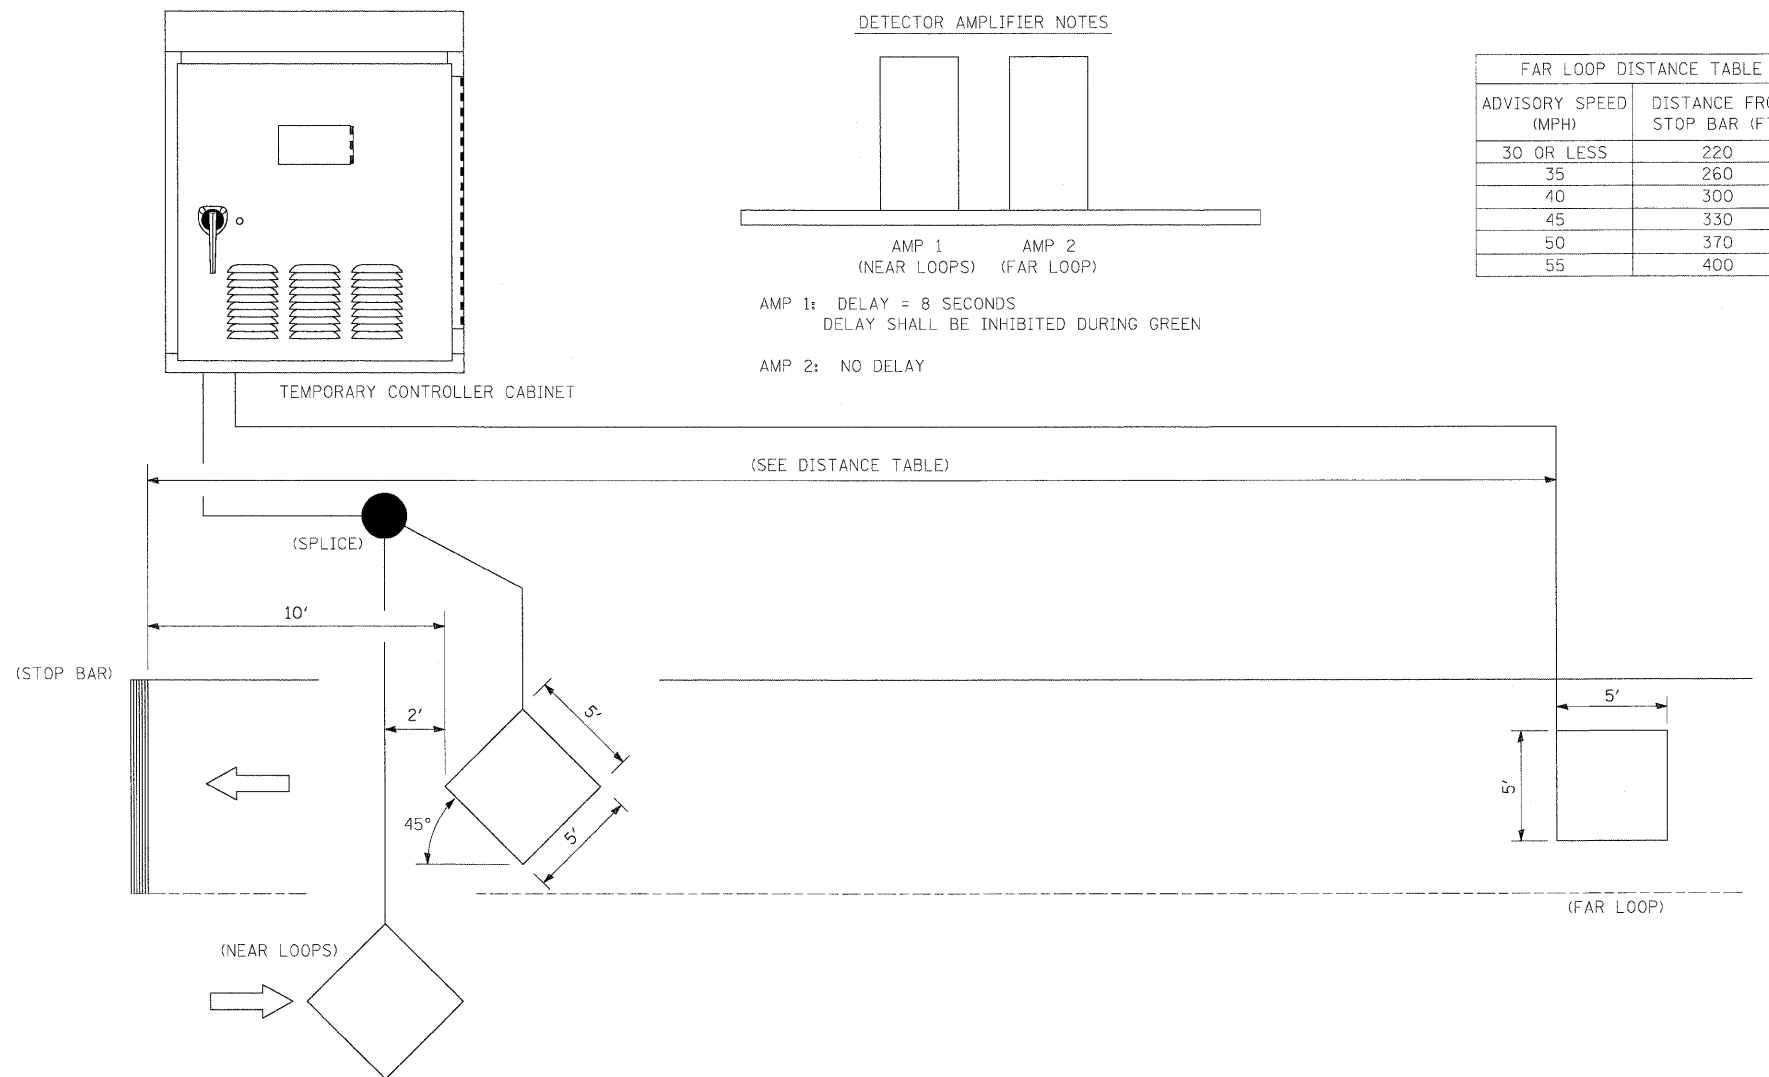 DETECTOR AMPLIFIER NOTES
AMP 1
(NEAR LOOPS)
AMP 2
(FAR LOOP)
AMP 1: DELAY = 8 SECONDS
DELAY SHALL BE INHIBITED DURING GREEN
AMP 2: NO DELAY
FAR LOOP DISTANCE TABLE
ADVISORY SPEED
(MPH)
DISTANCE
STOP BAR
30 OR LESS 220
35 260
40 300
45 330
50 370
55 400
TEMPORARY CONTROLLER CABINET
(SEE DISTANCE TABLE)
(SPLICE)
10'
(STOP BAR)
2'
5'
5'
45°
5'
5'
(FAR LOOP)
(NEAR LOOPS)